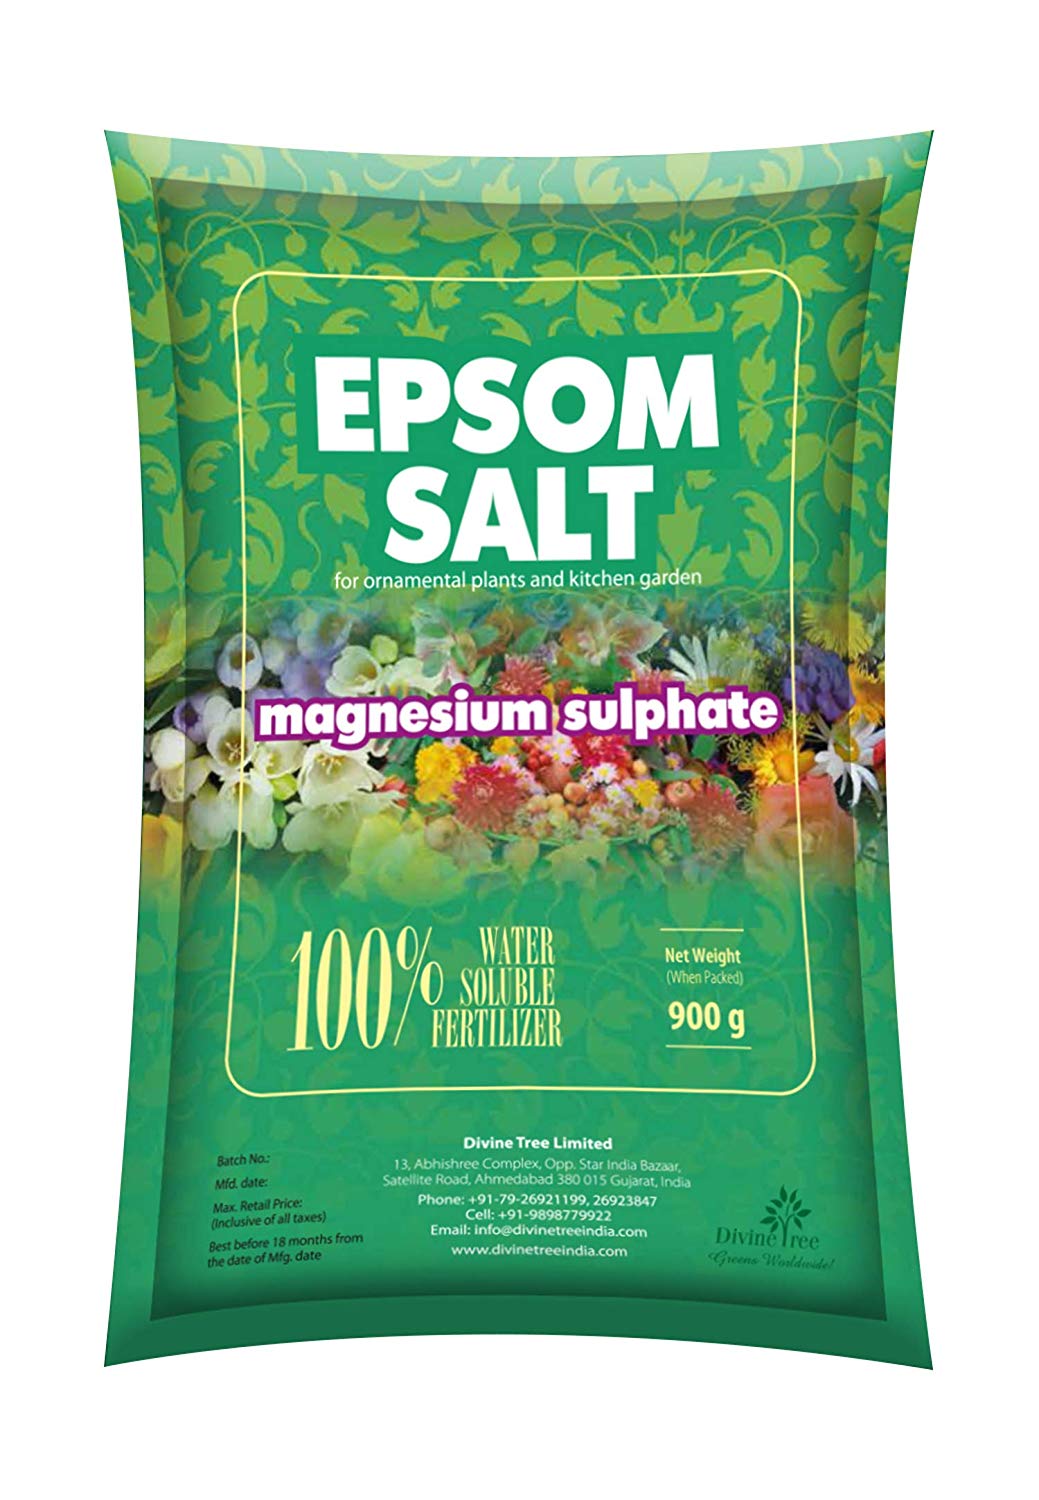 EPSOM
SALT
for ornamental plants and kitchen garden
magnesium sulphate
100% WATER
SOLUBLE
FERTILIZER
Net Weight
(When Packed)
900 g
Batch No.:
Mfd. date:
Max. Retail Price:
(Inclusive of all taxes)
Best before 18 months from
the date of Mfg. date
Divine Tree Limited
13, Abhishree Complex, Opp. Star India Bazaar,
Satellite Road, Ahmedabad 380 015 Gujarat, India
Phone: +91-79-26921199, 26923847
Cell: +91-9898779922
Email: info@divinetreeindia.com
www.divinetreeindia.com
Divine Tree
Greens Worldwide!